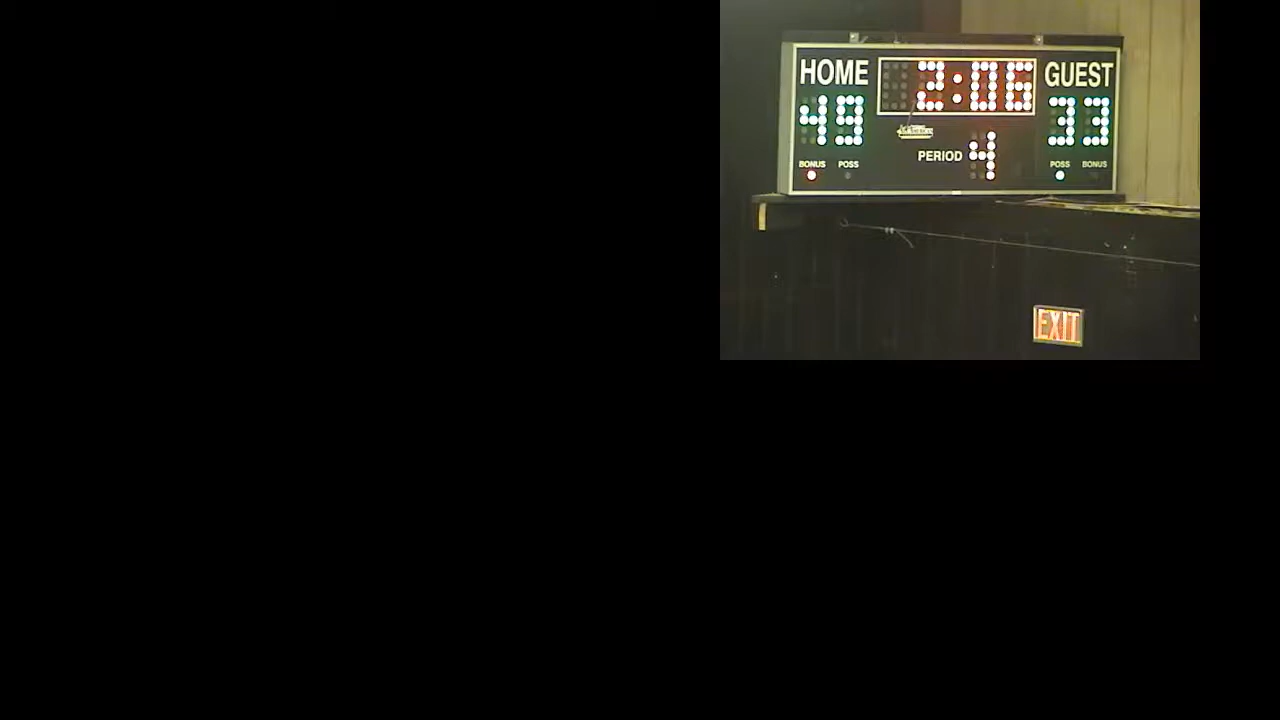 HOME 2:06 GUEST
49 33
PERIOD 4
BONUS POSS POSS BONUS
EXIT